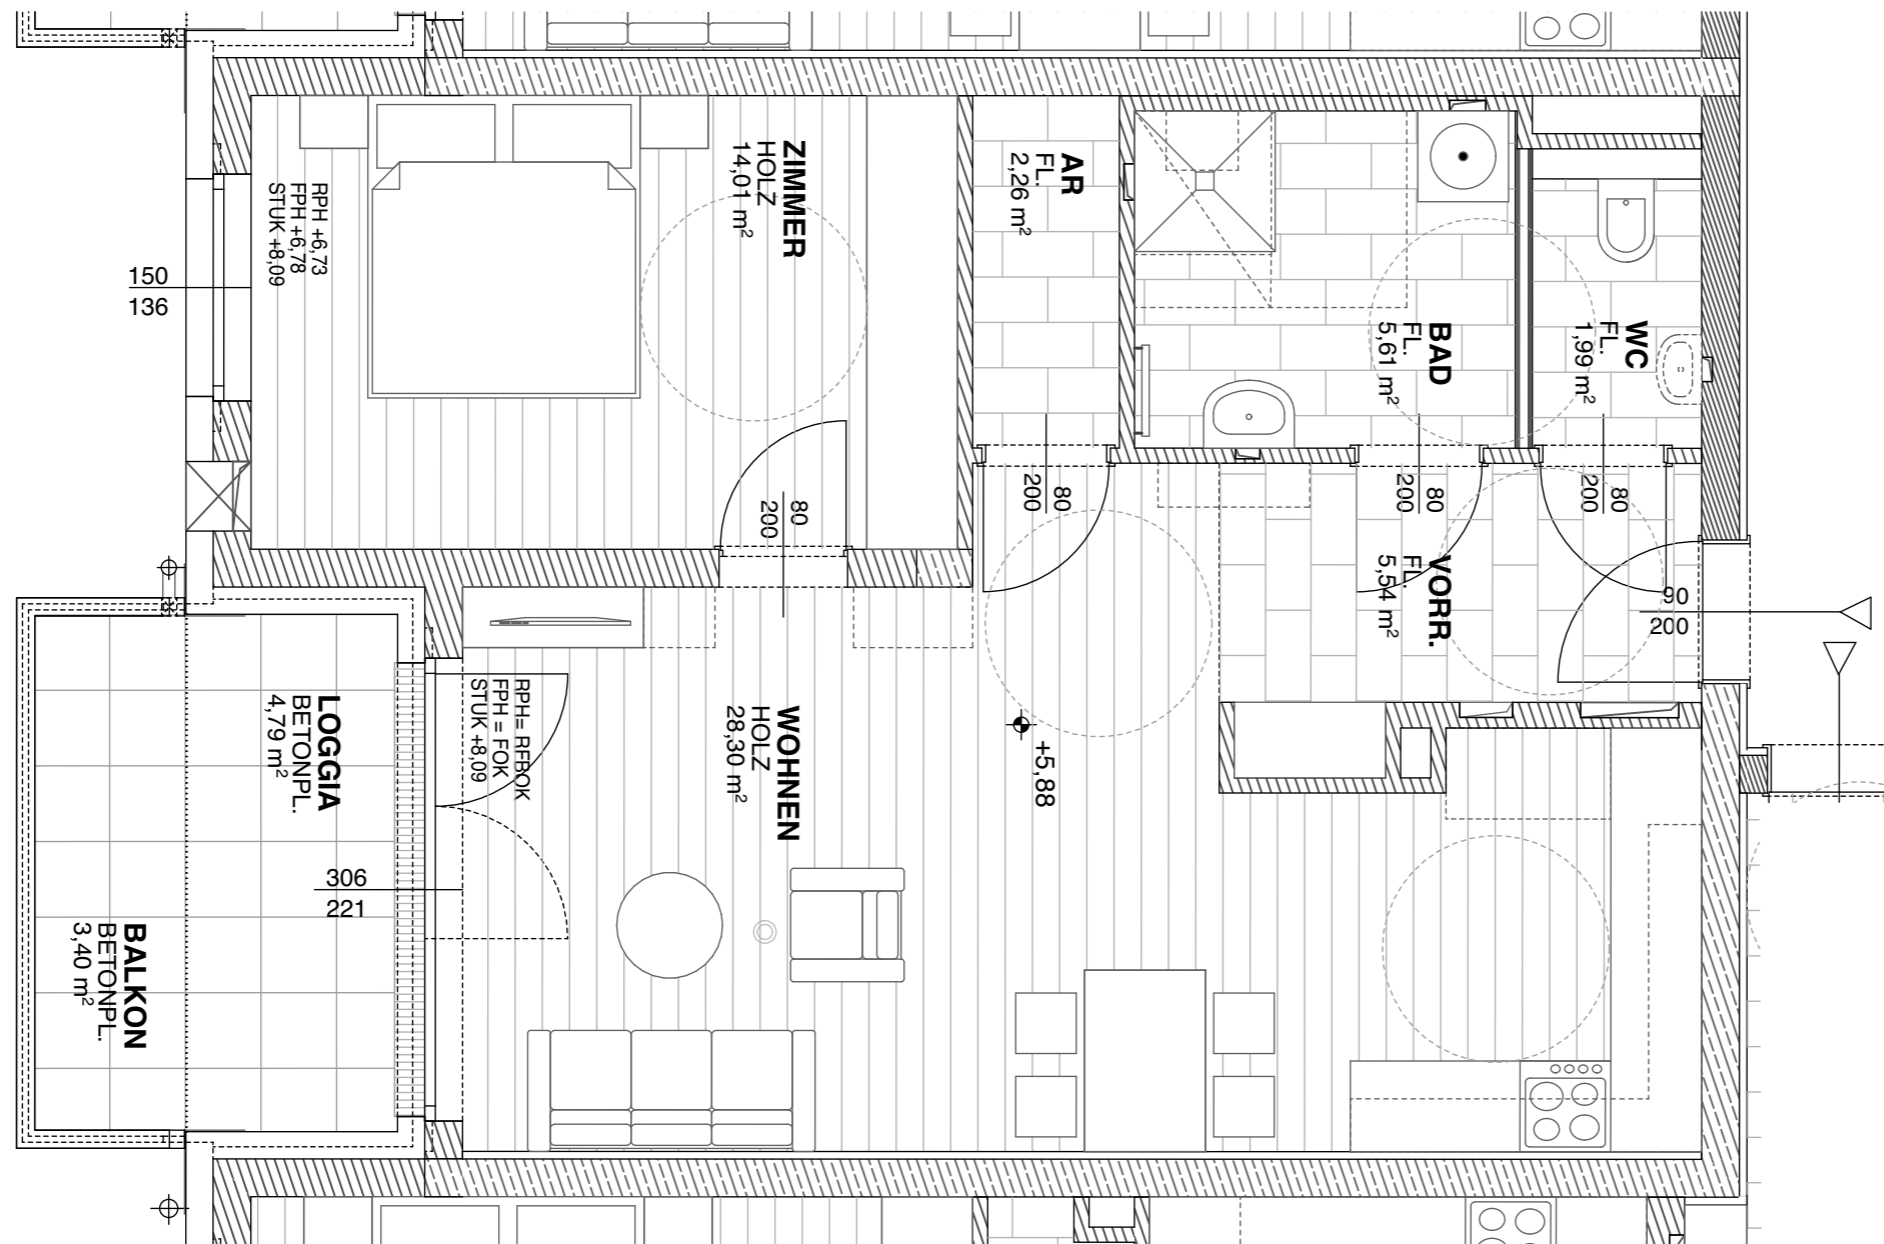 ZIMMER
HOLZ
14,01 m²
RPH +6,73
FPH +6,78
STUK +8,09
150
136
AR
FL.
2,26 m²
BAD
FL.
5,61 m²
WC
FL.
1,99 m²
80
200
80
200
80
200
80
200
VORR.
FL.
5,54 m²
90
200
LOGGIA
BETONPL.
4,79 m²
RPH= RFBOK
FPH = FOK
STUK +8,09
WOHNEN
HOLZ
28,30 m²
+5,88
306
221
BALKON
BETONPL.
3,40 m²